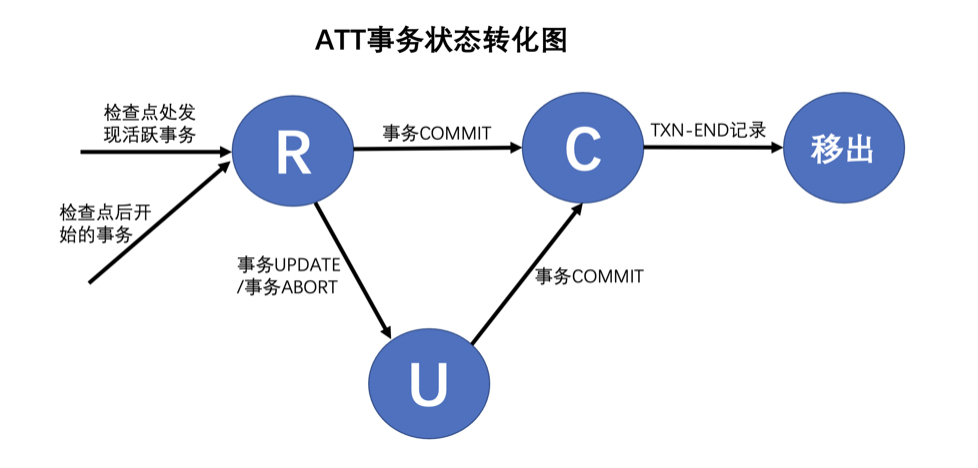 ATT事务状态转化图
检查点处发
现活跃事务
检查点后开
始的事务
R
事务COMMIT
C
TXN-END记录
移出
事务UPDATE
/事务ABORT
事务COMMIT
U